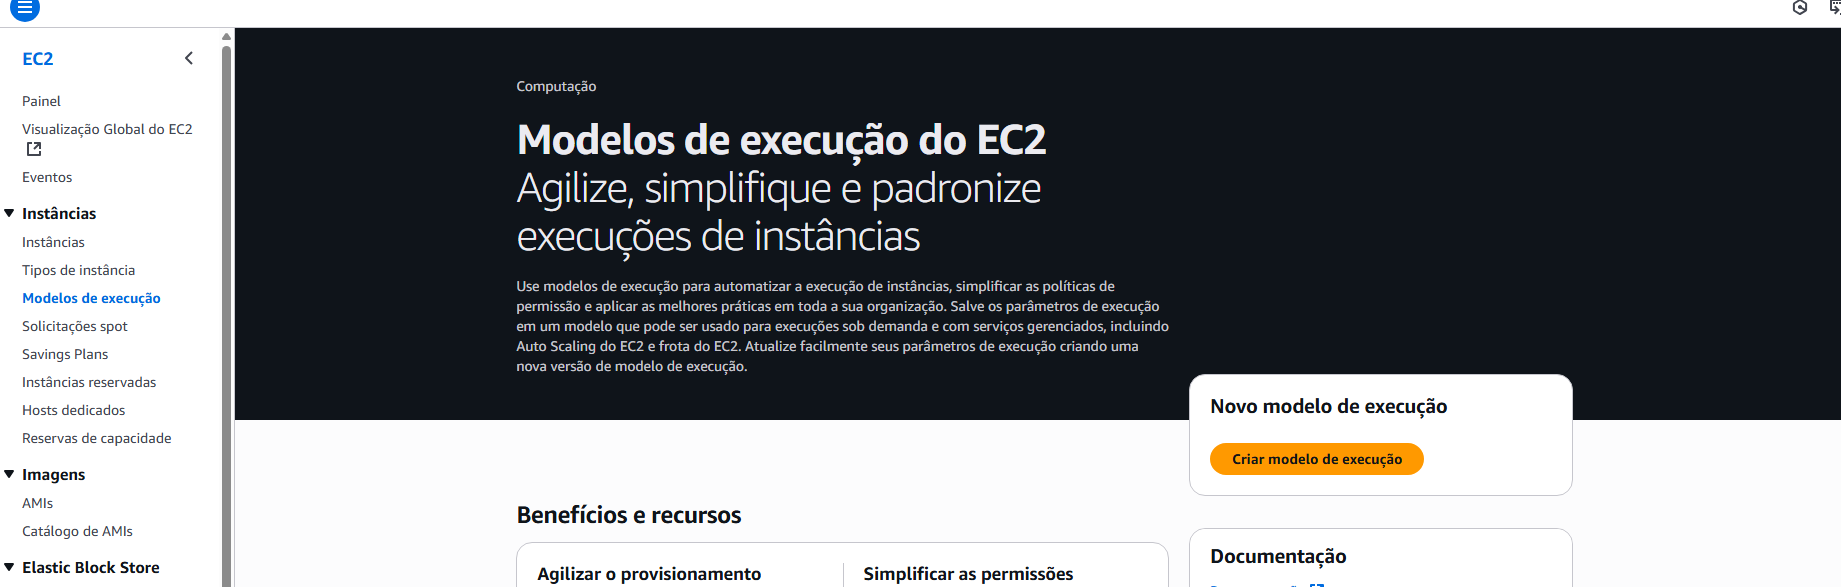 EC2
Painel
Visualização Global do EC2
Eventos
Instâncias
Instâncias
Tipos de instância
Modelos de execução
Solicitações spot
Savings Plans
Instâncias reservadas
Hosts dedicados
Reservas de capacidade
Imagens
AMIs
Catálogo de AMIs
Elastic Block Store
Computação
Modelos de execução do EC2
Agilize, simplifique e padronize
execuções de instâncias
Use modelos de execução para automatizar a execução de instâncias, simplificar as políticas de
permissão e aplicar as melhores práticas em toda a sua organização. Salve os parâmetros de execução
em um modelo que pode ser usado para execuções sob demanda e com serviços gerenciados, incluindo
Auto Scaling do EC2 e frota do EC2. Atualize facilmente seus parâmetros de execução criando uma
nova versão de modelo de execução.
Novo modelo de execução
Criar modelo de execução
Benefícios e recursos
Agilizar o provisionamento
Simplificar as permissões
Documentação